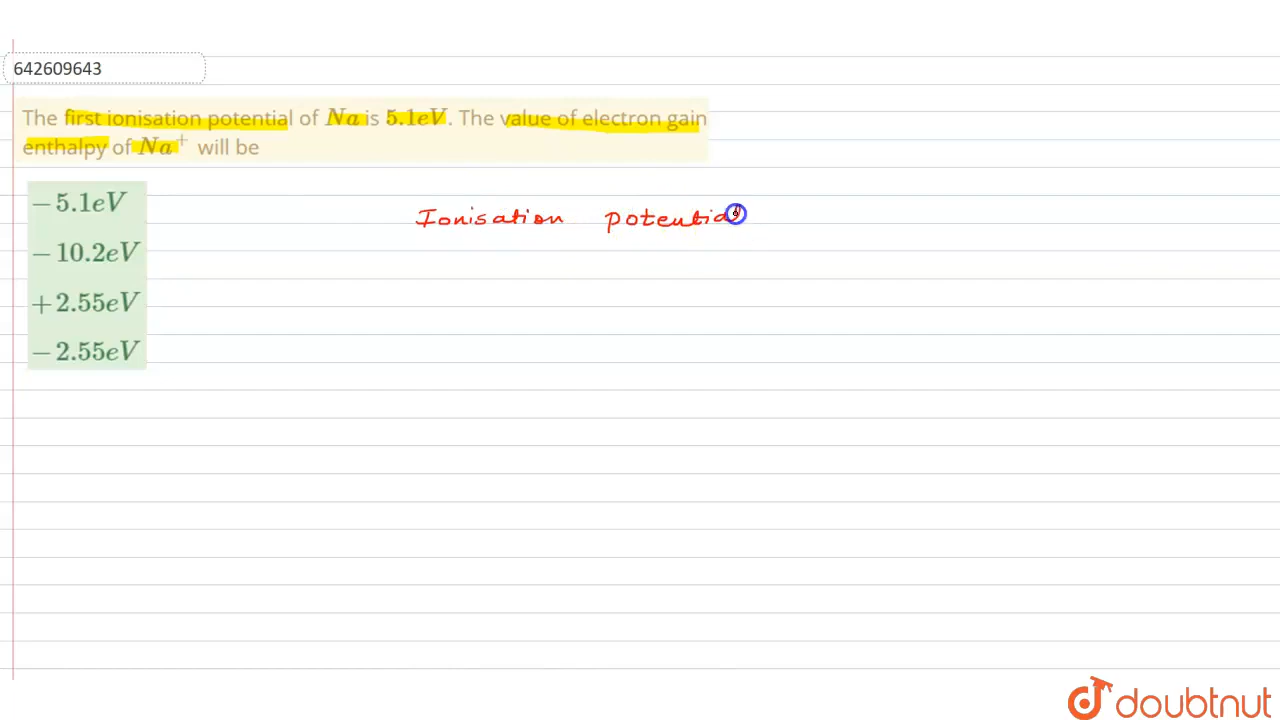 642609643
The first ionisation potential of Na is 5.1eV. The value of electron gain
enthalpy of Na⁺ will be
−5.1eV
−10.2eV
+2.55eV
−2.55eV
Ionisation potential
doubtnut